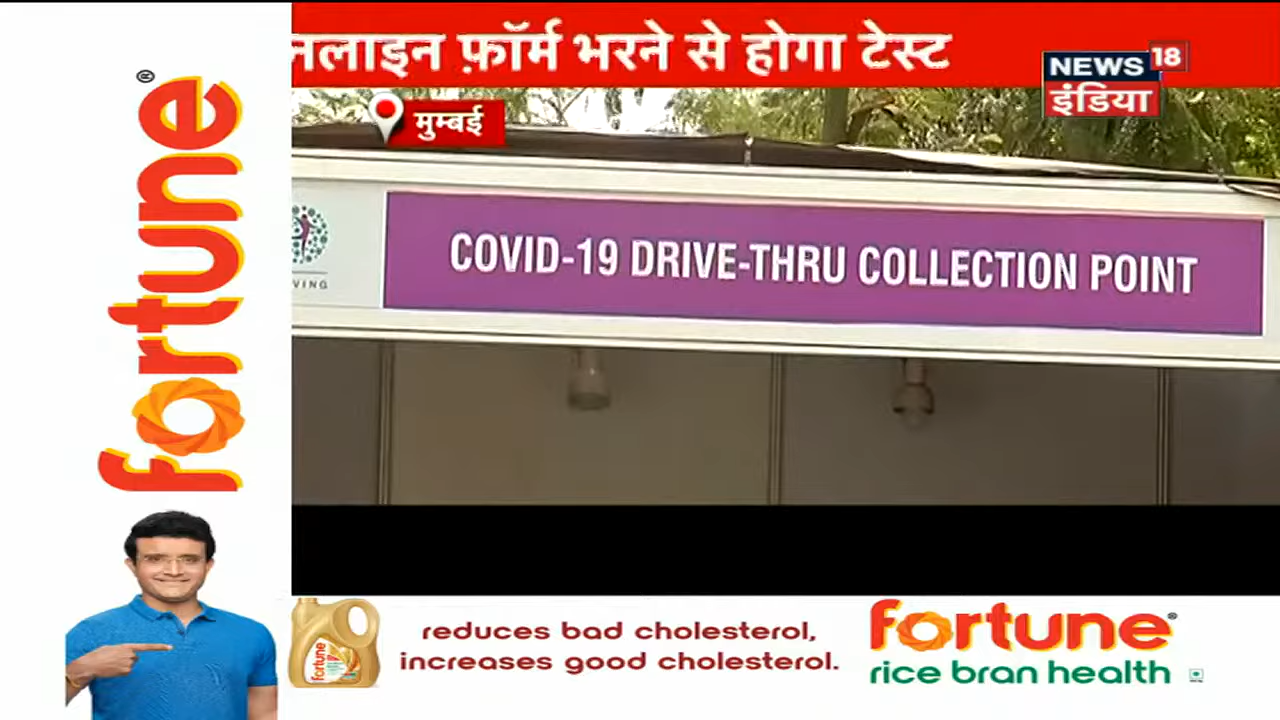 नलाइन फ़ॉर्म भरने से होगा टेस्ट
NEWS 18
इंडिया
मुम्बई
COVID-19 DRIVE-THRU COLLECTION POINT
VING
fortune®
fortune
reduces bad cholesterol,
increases good cholesterol.
fortune®
rice bran health